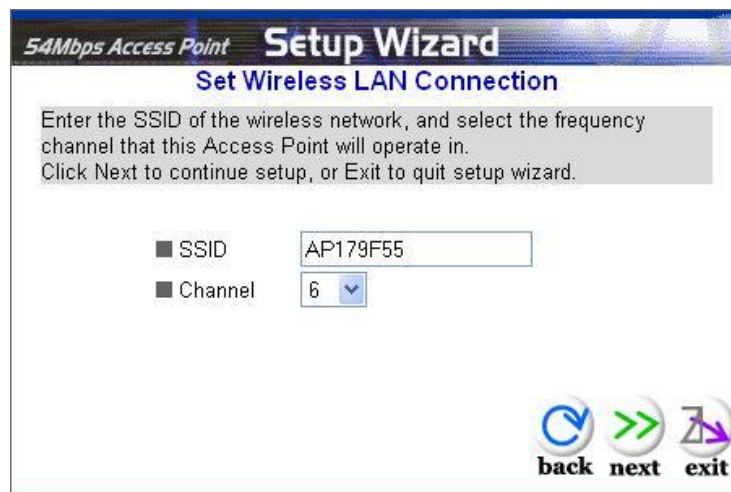 54Mbps Access Point Setup Wizard
Set Wireless LAN Connection
Enter the SSID of the wireless network, and select the frequency
channel that this Access Point will operate in.
Click Next to continue setup, or Exit to quit setup wizard.
SSID AP179F55
Channel 6
back next exit